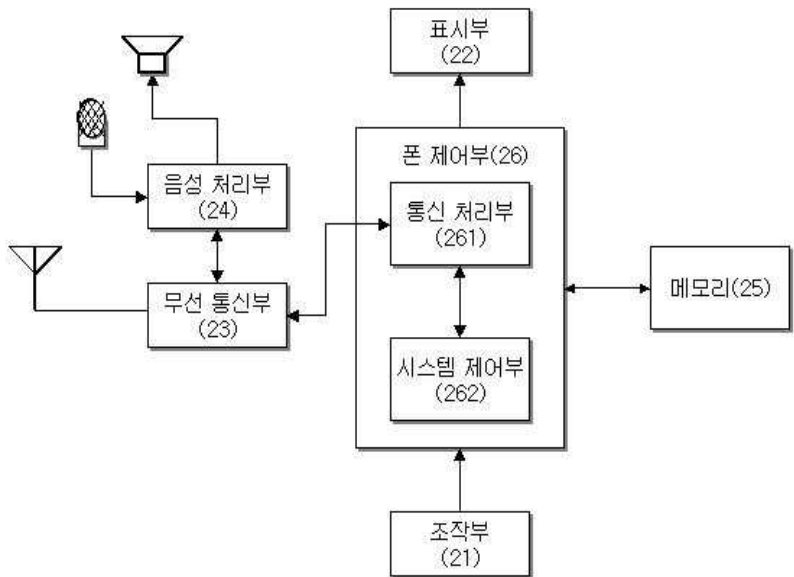 표시부
(22)
폰 제어부(26)
음성 처리부
(24)
통신 처리부
(261)
무선 통신부
(23)
메모리(25)
시스템 제어부
(262)
조작부
(21)